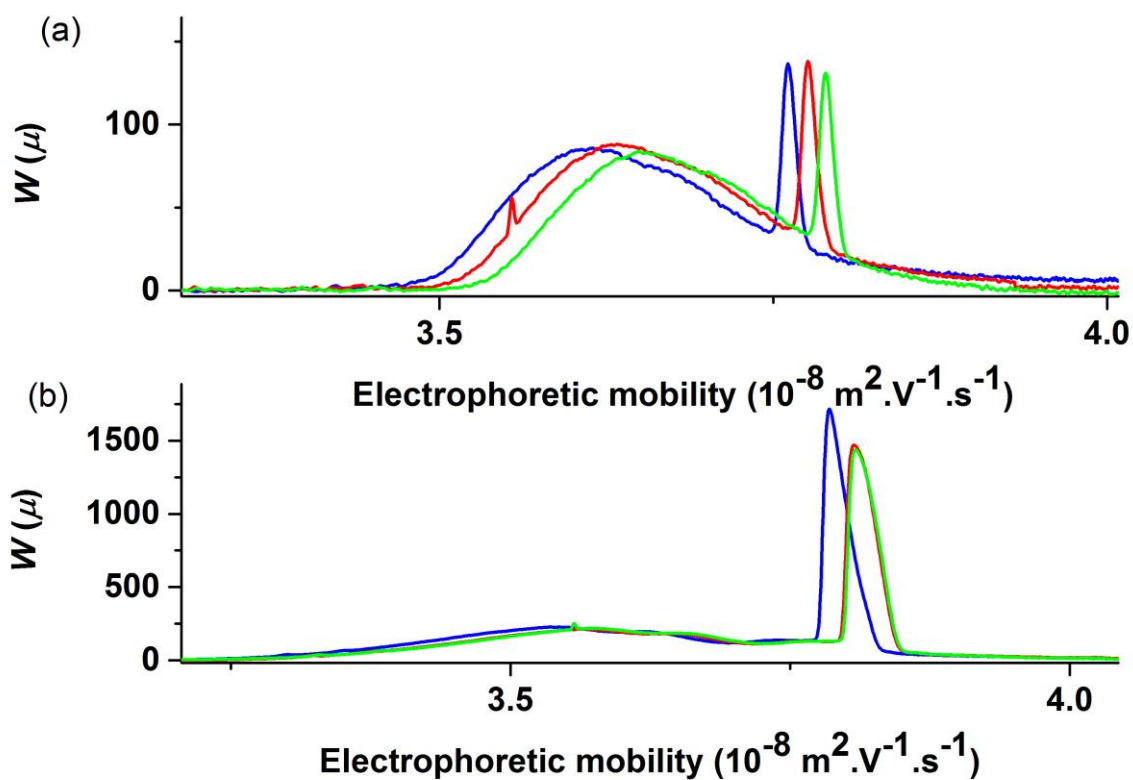 (a)
W (μ)
100
0
3.5
4.0
Electrophoretic mobility (10⁻⁸ m².V⁻¹.s⁻¹)
(b)
W (μ)
1500
1000
500
0
3.5
4.0
Electrophoretic mobility (10⁻⁸ m².V⁻¹.s⁻¹)